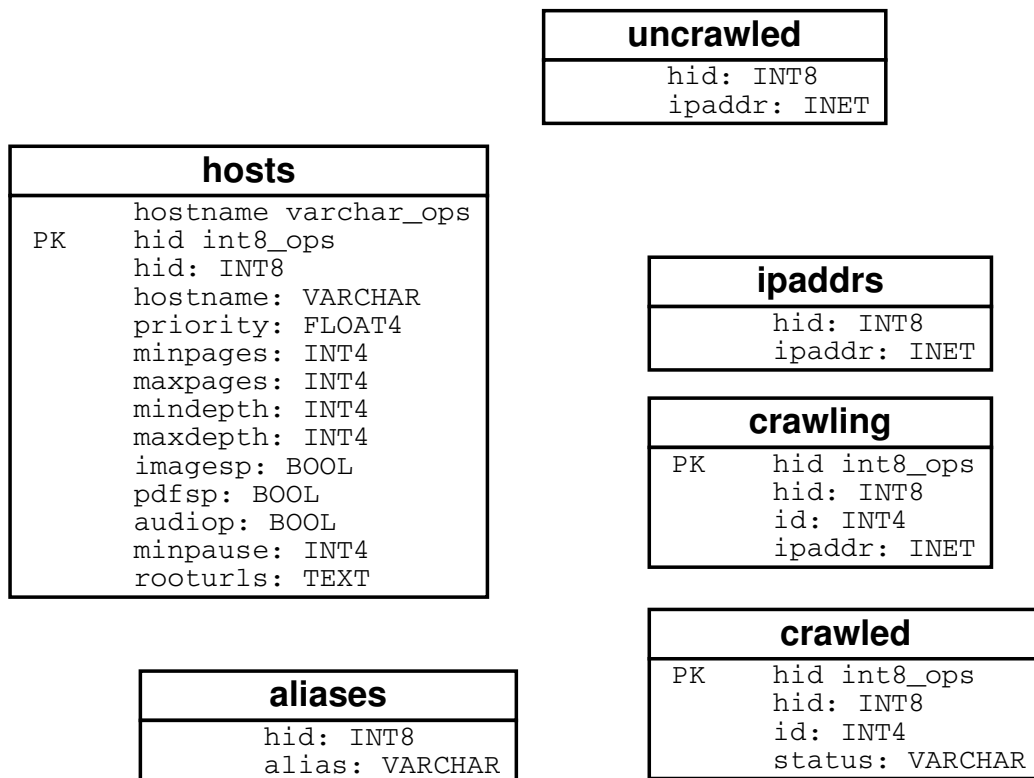 uncrawled
hid: INT8
ipaddr: INET
hosts
hostname varchar_ops
PK hid int8_ops
hid: INT8
hostname: VARCHAR
priority: FLOAT4
minpages: INT4
maxpages: INT4
mindepth: INT4
maxdepth: INT4
imagesp: BOOL
pdfsp: BOOL
audiop: BOOL
minpause: INT4
rooturls: TEXT
ipaddrs
hid: INT8
ipaddr: INET
crawling
PK hid int8_ops
hid: INT8
id: INT4
ipaddr: INET
crawled
PK hid int8_ops
hid: INT8
id: INT4
status: VARCHAR
aliases
hid: INT8
alias: VARCHAR